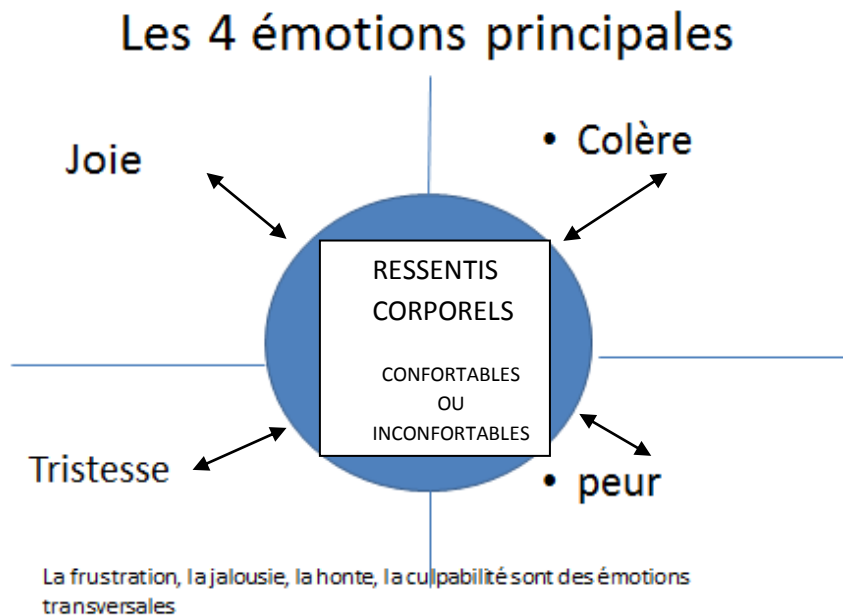 Les 4 émotions principales
Joie
• Colère
RESSENTIS
CORPORELS
CONFORTABLES
OU
INCONFORTABLES
Tristesse
• peur
La frustration, la jalousie, la honte, la culpabilité sont des émotions
transversales